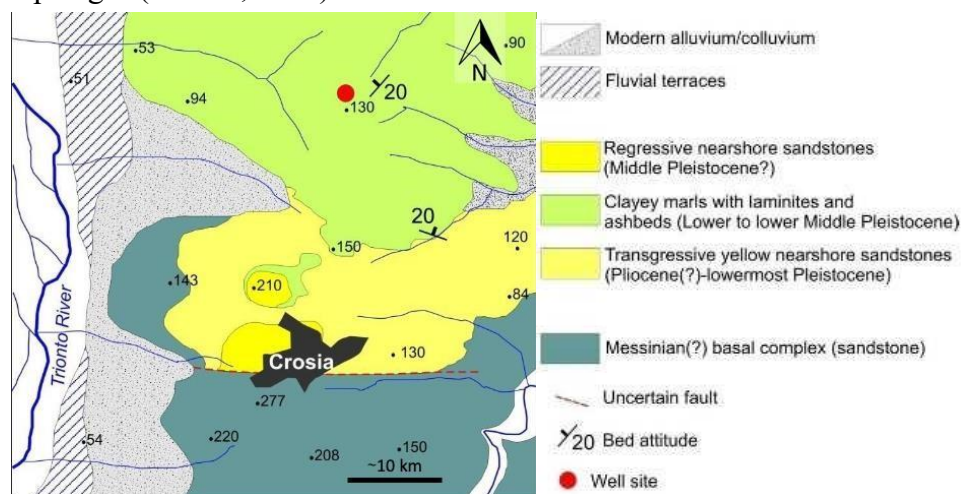 53
51
94
130
20
N
90
20
150
120
143
210
84
Crosia
130
Trionto River
277
54
220
208
150
~10 km
Modern alluvium/colluvium
Fluvial terraces
Regressive nearshore sandstones
(Middle Pleistocene?)
Clayey marls with laminites and
ashbeds (Lower to lower Middle Pleistocene)
Transgressive yellow nearshore sandstones
(Pliocene(?)-lowermost Pleistocene)
Messinian(?) basal complex (sandstone)
Uncertain fault
20 Bed attitude
Well site